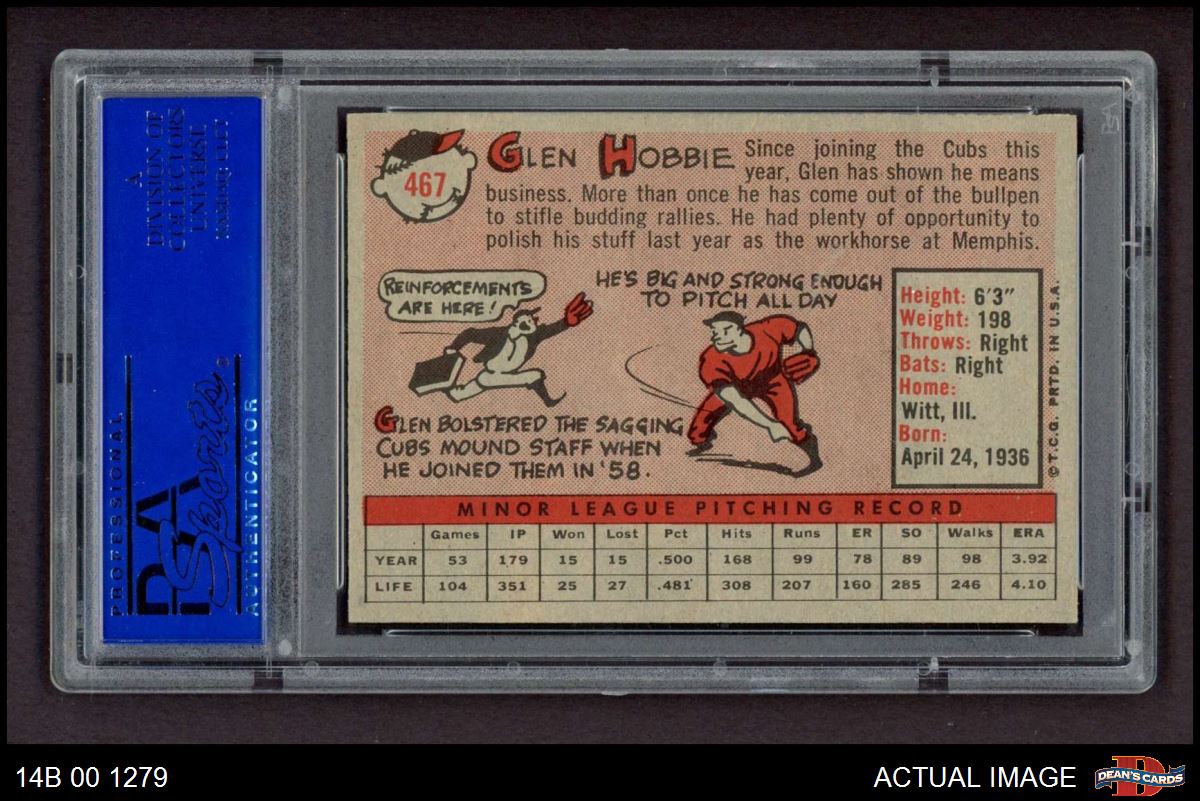 A
DIVISION OF
COLLECTORS
UNIVERSE
NASDAQ: CLCT
PROFESSIONAL
PSA
Sports
AUTHENTICATOR
467
GLEN HOBBIE
Since joining the Cubs this
year, Glen has shown he means
business. More than once he has come out of the bullpen
to stifle budding rallies. He had plenty of opportunity to
polish his stuff last year as the workhorse at Memphis.
REINFORCEMENTS
ARE HERE!
GLEN BOLSTERED THE SAGGING
CUBS MOUND STAFF WHEN
HE JOINED THEM IN '58.
HE'S BIG AND STRONG ENOUGH
TO PITCH ALL DAY
Height: 6'3"
Weight: 198
Throws: Right
Bats: Right
Home:
Witt, Ill.
Born:
April 24, 1936
©T.C.G. PRTD. IN U.S.A.
MINOR LEAGUE PITCHING RECORD
Games IP Won Lost Pct Hits Runs ER SO Walks ERA
YEAR 53 179 15 15 .500 168 99 78 89 98 3.92
LIFE 104 351 25 27 .481 308 207 160 285 246 4.10
PSA
14B 00 1279
ACTUAL IMAGE
D
DEAN'S CARDS